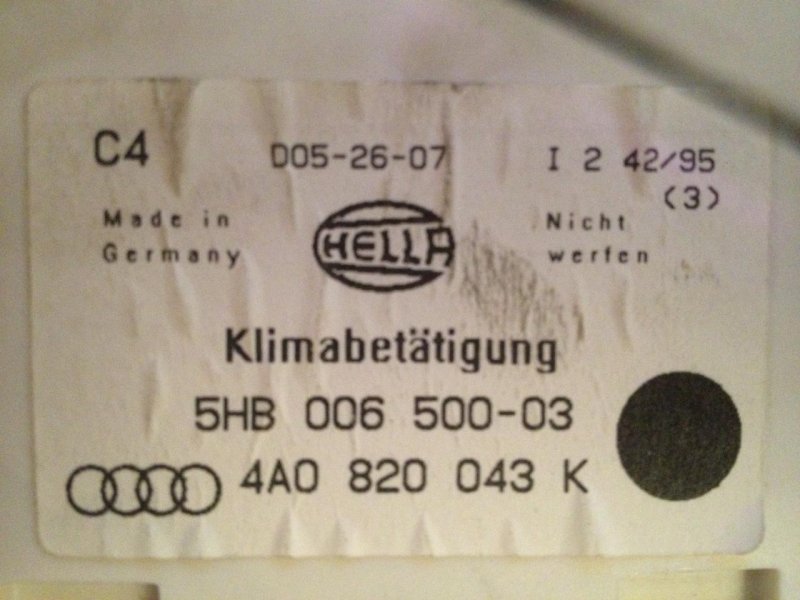 C4 D05-26-07 I 2 42/95
(3)
Made in Nicht
Germany HELLA werfen
Klimabetätigung
5HB 006 500-03
4A0 820 043 K